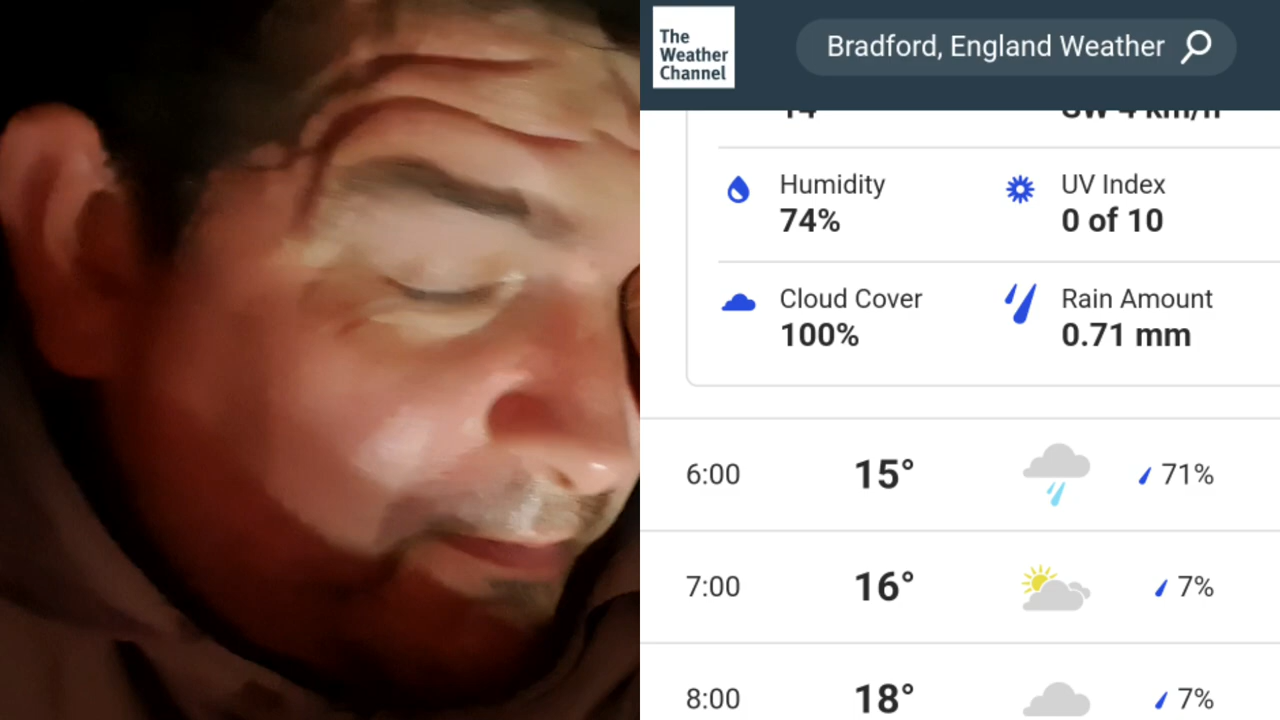 The
Weather
Channel
Bradford, England Weather
Humidity
74%
UV Index
0 of 10
Cloud Cover
100%
Rain Amount
0.71 mm
6:00 15° 71%
7:00 16° 7%
8:00 18° 7%